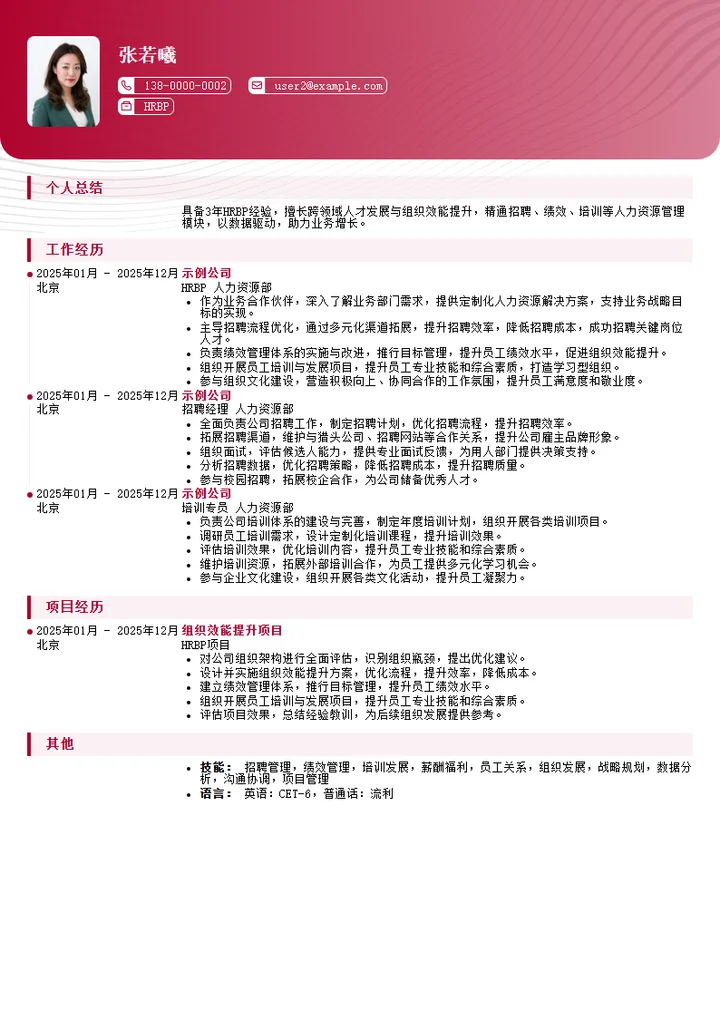 张若曦
138-0000-0002 user2@example.com
HRBP
个人总结
具备3年HRBP经验，擅长跨领域人才发展与组织效能提升，精通招聘、绩效、培训等人力资源管理
模块，以数据驱动，助力业务增长。
工作经历
2025年01月 - 2025年12月 示例公司
北京 HRBP 人力资源部
• 作为业务合作伙伴，深入了解业务部门需求，提供定制化人力资源解决方案，支持业务战略目
标的实现。
• 主导招聘流程优化，通过多元化渠道拓展，提升招聘效率，降低招聘成本，成功招聘关键岗位
人才。
• 负责绩效管理体系的实施与改进，推行目标管理，提升员工绩效水平，促进组织效能提升。
• 组织开展员工培训与发展项目，提升员工专业技能和综合素质，打造学习型组织。
• 参与组织文化建设，营造积极向上、协同合作的工作氛围，提升员工满意度和敬业度。
2025年01月 - 2025年12月 示例公司
北京 招聘经理 人力资源部
• 全面负责公司招聘工作，制定招聘计划，优化招聘流程，提升招聘效率。
• 拓展招聘渠道，维护与猎头公司、招聘网站等合作关系，提升公司雇主品牌形象。
• 组织面试，评估候选人能力，提供专业面试反馈，为用人部门提供决策支持。
• 分析招聘数据，优化招聘策略，降低招聘成本，提升招聘质量。
• 参与校园招聘，拓展校企合作，为公司储备优秀人才。
2025年01月 - 2025年12月 示例公司
北京 培训专员 人力资源部
• 负责公司培训体系的建设与完善，制定年度培训计划，组织开展各类培训项目。
• 调研员工培训需求，设计定制化培训课程，提升培训效果。
• 评估培训效果，优化培训内容，提升员工专业技能和综合素质。
• 维护培训资源，拓展外部培训合作，为员工提供多元化学习机会。
• 参与企业文化建设，组织开展各类文化活动，提升员工凝聚力。
项目经历
2025年01月 - 2025年12月 组织效能提升项目
北京 HRBP项目
• 对公司组织架构进行全面评估，识别组织瓶颈，提出优化建议。
• 设计并实施组织效能提升方案，优化流程，提升效率，降低成本。
• 建立绩效管理体系，推行目标管理，提升员工绩效水平。
• 组织开展员工培训与发展项目，提升员工专业技能和综合素质。
• 评估项目效果，总结经验教训，为后续组织发展提供参考。
其他
• 技能： 招聘管理，绩效管理，培训发展，薪酬福利，员工关系，组织发展，战略规划，数据分
析，沟通协调，项目管理
• 语言： 英语：CET-6，普通话：流利